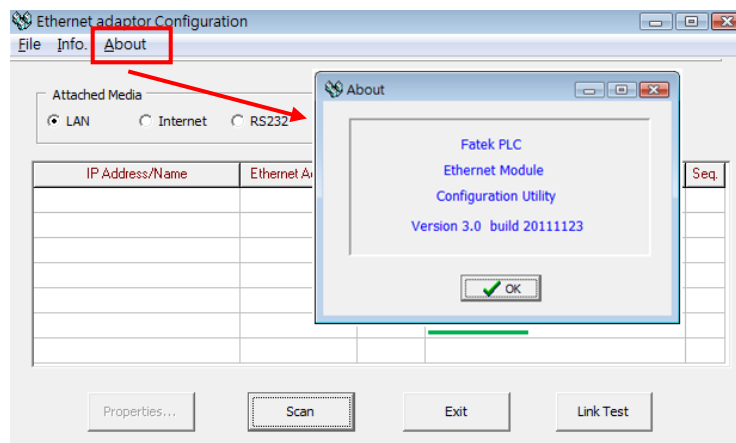 Ethernet adaptor Configuration
File Info. About
Attached Media
LAN Internet RS232
IP Address/Name Ethernet Seq.
About
Fatek PLC
Ethernet Module
Configuration Utility
Version 3.0 build 20111123
OK
Properties... Scan Exit Link Test